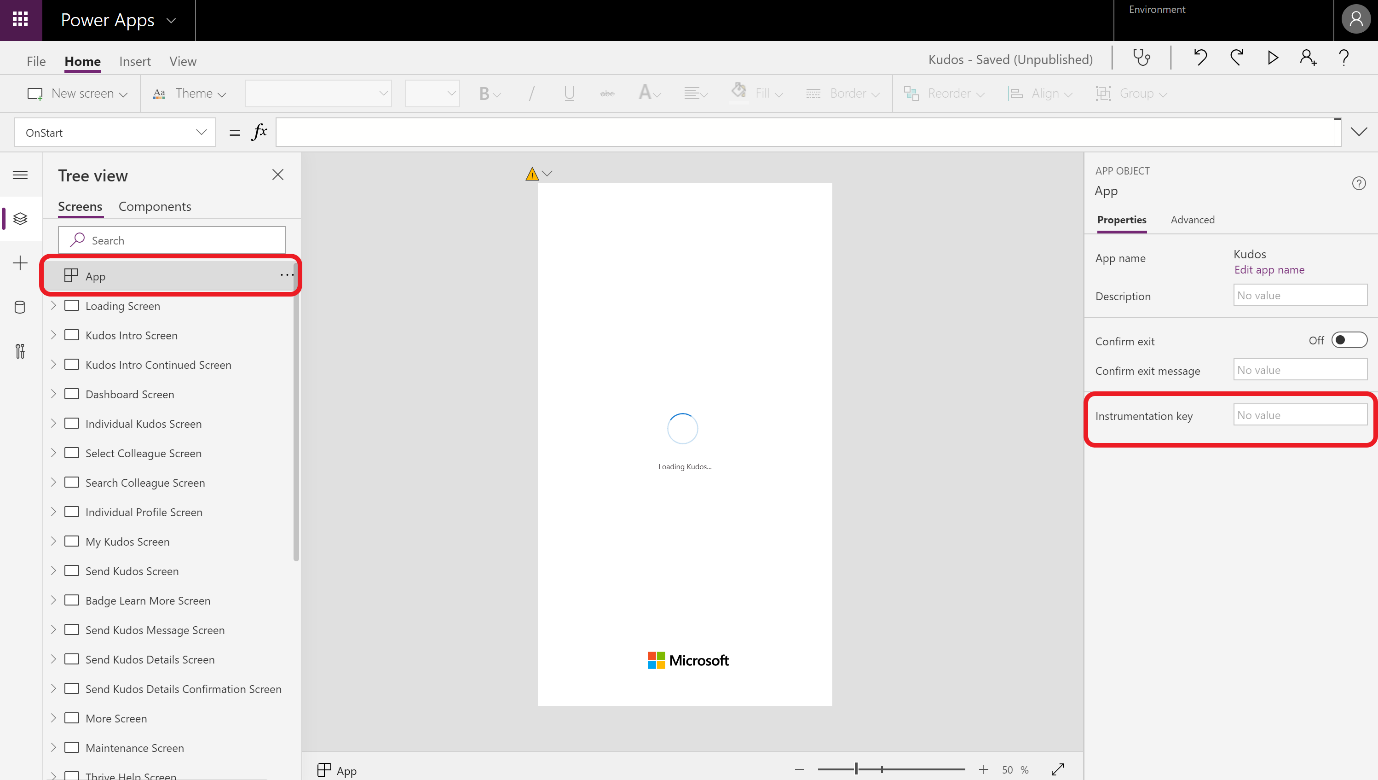 Power Apps
Environment
File Home Insert View
Kudos - Saved (Unpublished)
New screen Theme B / U abc A Fill Border Reorder Align Group
OnStart = fx
Tree view
Screens Components
Search
App
Loading Screen
Kudos Intro Screen
Kudos Intro Continued Screen
Dashboard Screen
Individual Kudos Screen
Select Colleague Screen
Search Colleague Screen
Individual Profile Screen
My Kudos Screen
Send Kudos Screen
Badge Learn More Screen
Send Kudos Message Screen
Send Kudos Details Screen
Send Kudos Details Confirmation Screen
More Screen
Maintenance Screen
Thrive Help Screen
Loading Kudos...
Microsoft
App
50 %
APP OBJECT
App
Properties Advanced
App name Kudos
Edit app name
Description No value
Confirm exit Off
Confirm exit message No value
Instrumentation key No value